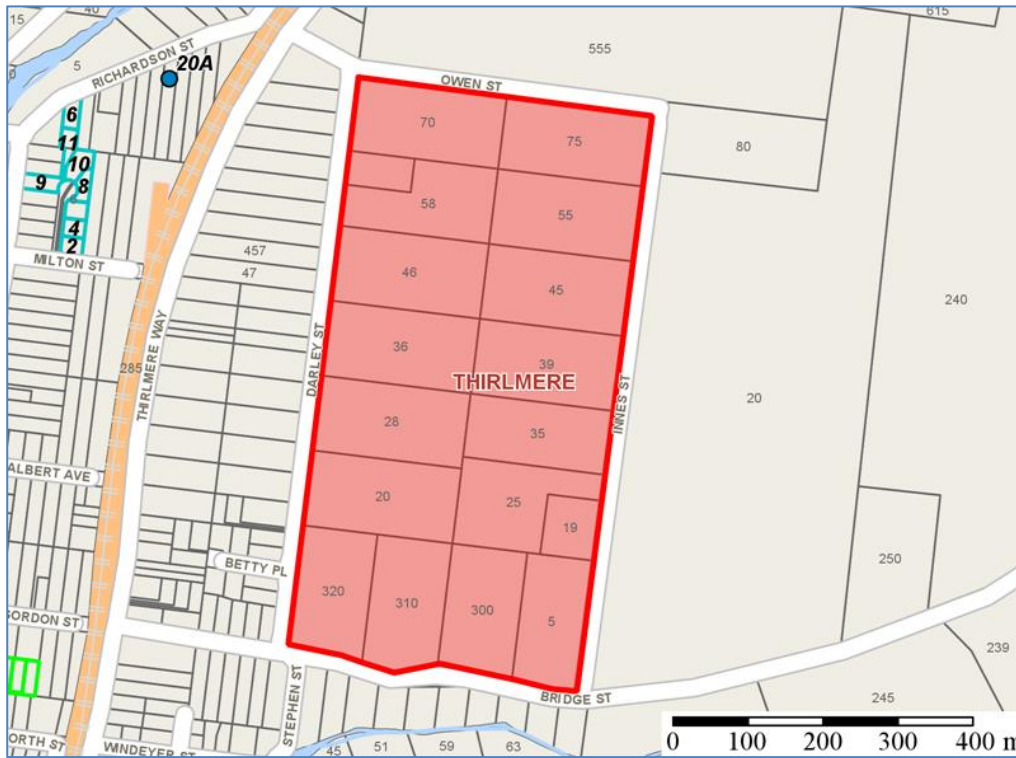 15
40
615
5
RICHARDSON ST
20A
555
OWEN ST
6
70
75
80
11
10
9
8
58
55
4
2
457
MILTON ST
47
46
45
240
THIRLMERE WAY
DARLEY ST
36
39
285
THIRLMERE
INNES ST
20
28
35
ALBERT AVE
20
25
19
250
BETTY PL
320
310
300
5
GORDON ST
239
STEPHEN ST
BRIDGE ST
245
ORTH ST
WINDEYER ST
45
51
59
63
0 100 200 300 400 m